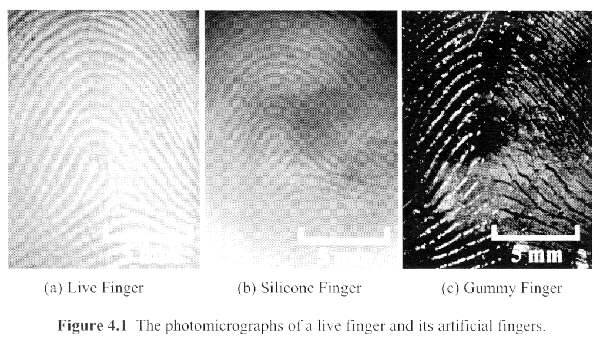 5 mm
(a) Live Finger
(b) Silicone Finger
(c) Gummy Finger
Figure 4.1 The photomicrographs of a live finger and its artificial fingers.